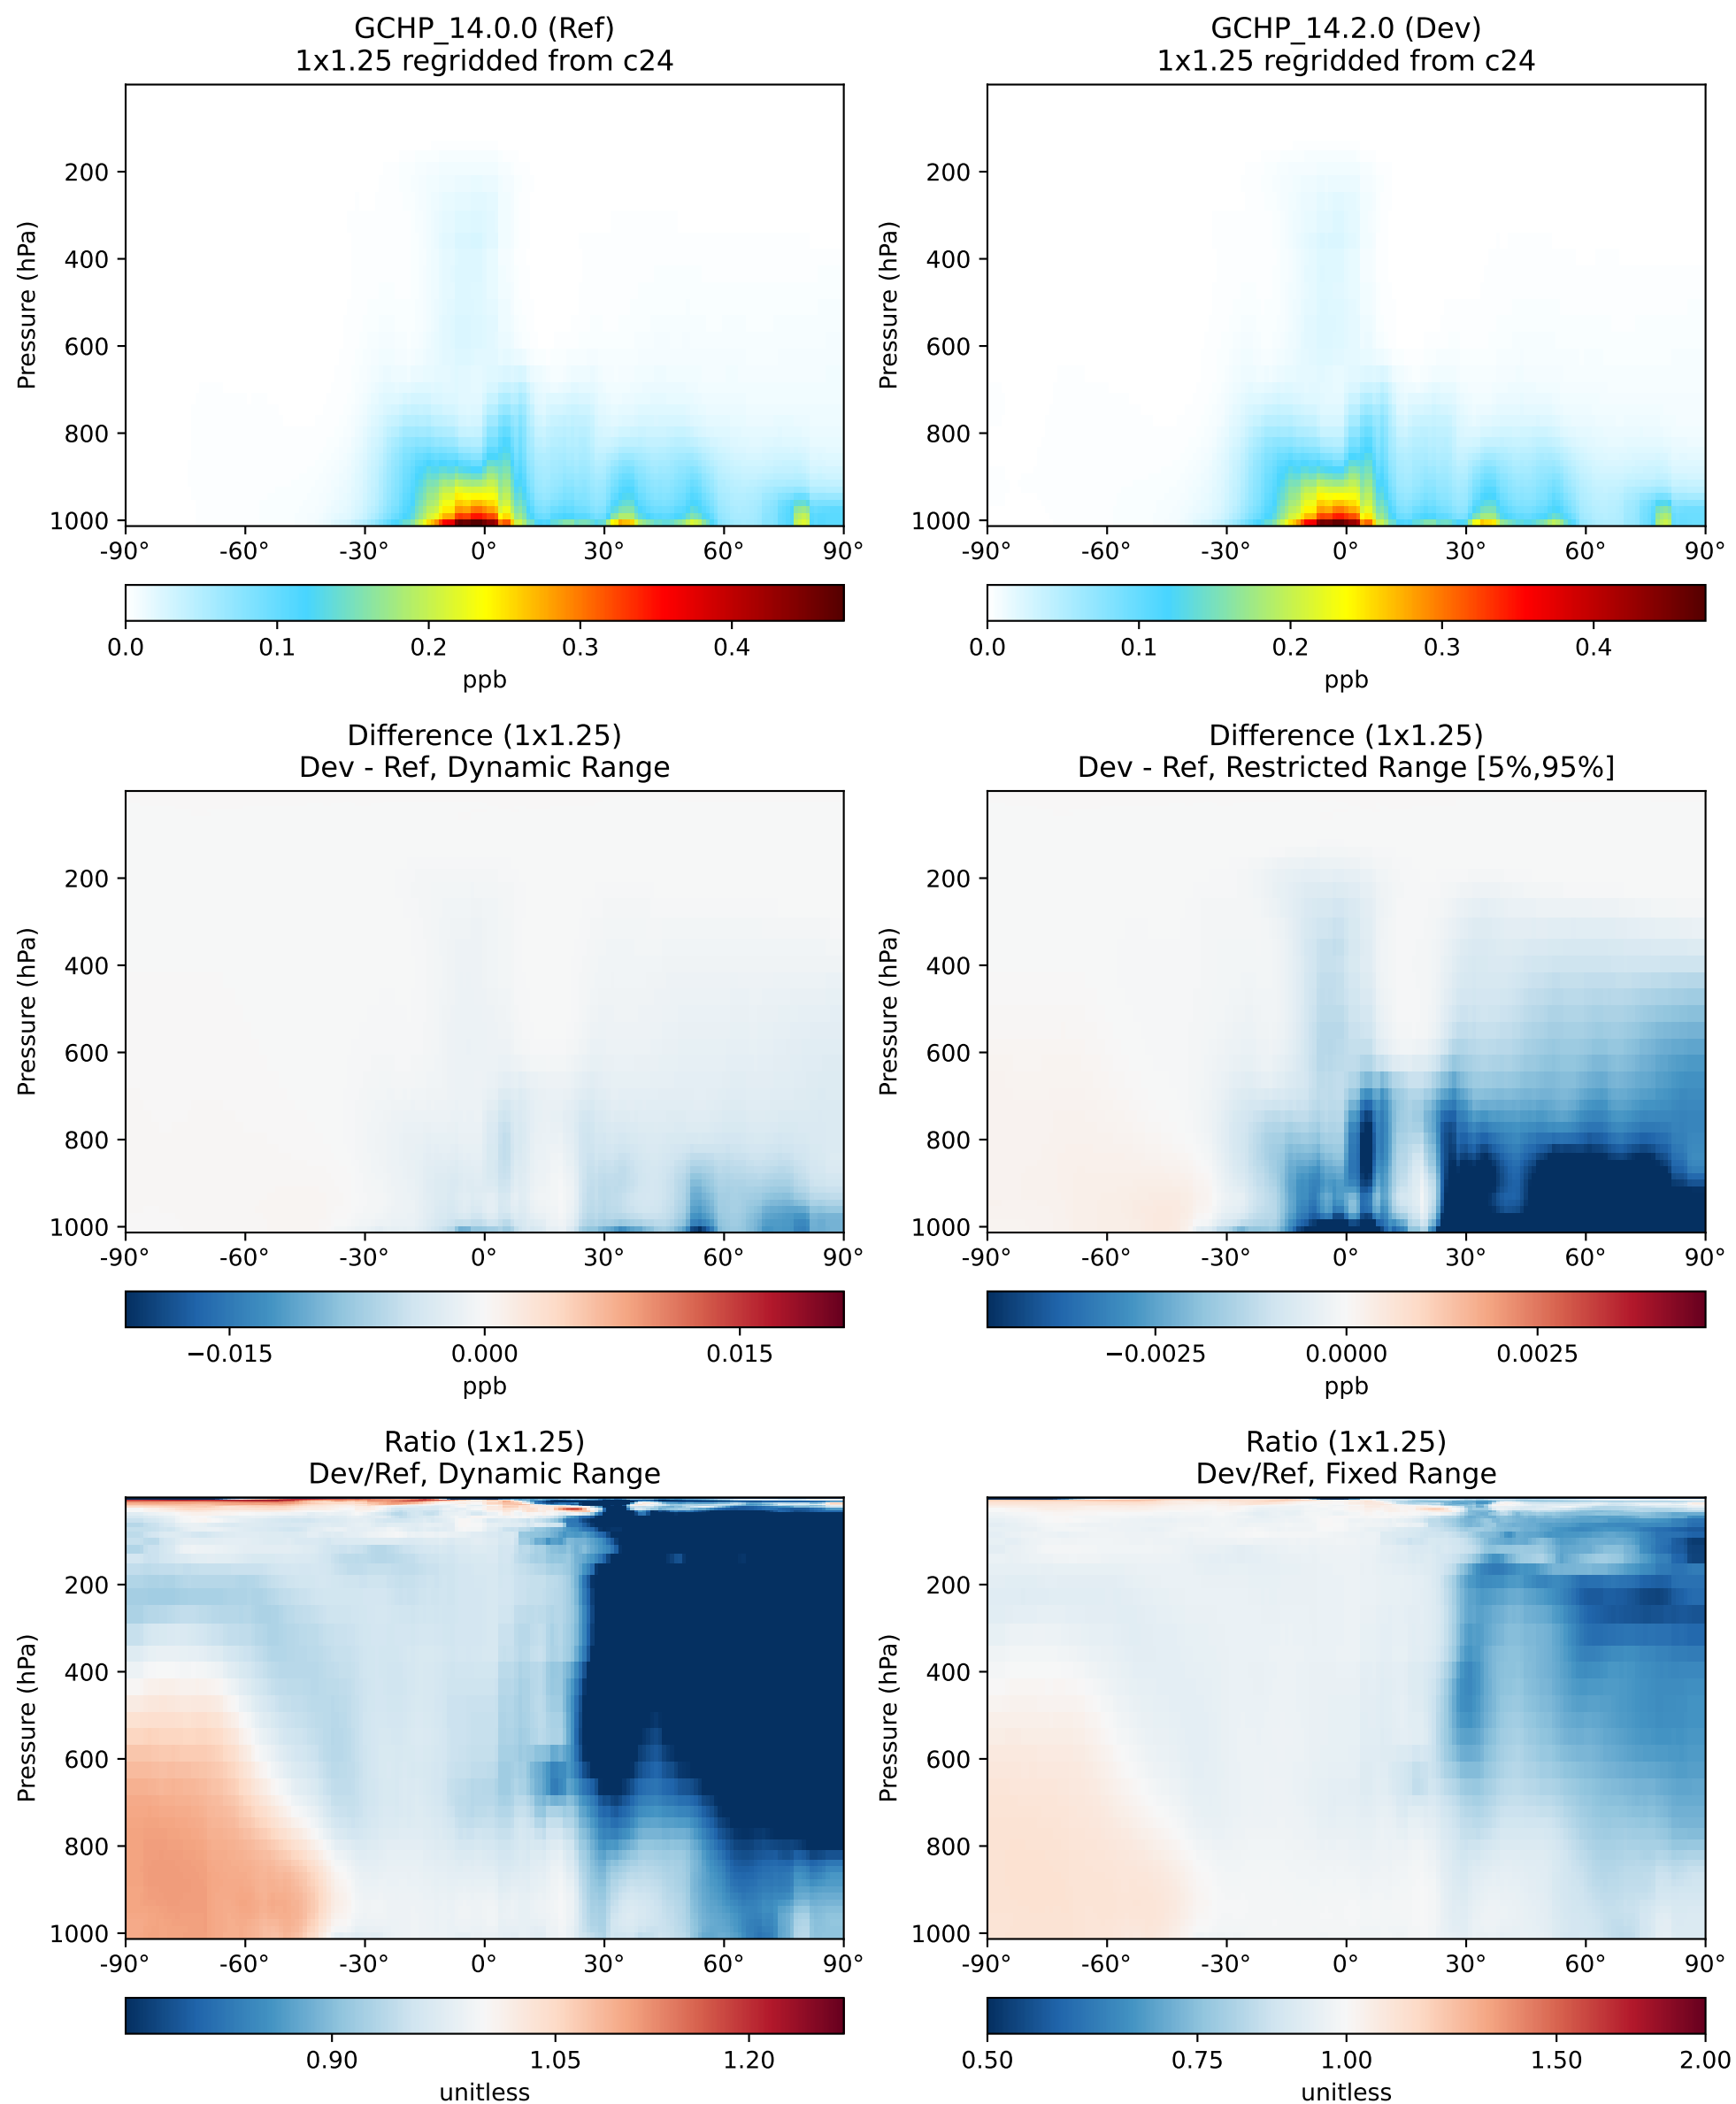 GCHP_14.0.0 (Ref)
1x1.25 regridded from c24
Pressure (hPa)
200
400
600
800
1000
-90° -60° -30° 0° 30° 60° 90°
0.0 0.1 0.2 0.3 0.4
ppb
GCHP_14.2.0 (Dev)
1x1.25 regridded from c24
Pressure (hPa)
200
400
600
800
1000
-90° -60° -30° 0° 30° 60° 90°
0.0 0.1 0.2 0.3 0.4
ppb
Difference (1x1.25)
Dev - Ref, Dynamic Range
Pressure (hPa)
200
400
600
800
1000
-90° -60° -30° 0° 30° 60° 90°
−0.015 0.000 0.015
ppb
Difference (1x1.25)
Dev - Ref, Restricted Range [5%,95%]
Pressure (hPa)
200
400
600
800
1000
-90° -60° -30° 0° 30° 60° 90°
−0.0025 0.0000 0.0025
ppb
Ratio (1x1.25)
Dev/Ref, Dynamic Range
Pressure (hPa)
200
400
600
800
1000
-90° -60° -30° 0° 30° 60° 90°
0.90 1.05 1.20
unitless
Ratio (1x1.25)
Dev/Ref, Fixed Range
Pressure (hPa)
200
400
600
800
1000
-90° -60° -30° 0° 30° 60° 90°
0.50 0.75 1.00 1.50 2.00
unitless